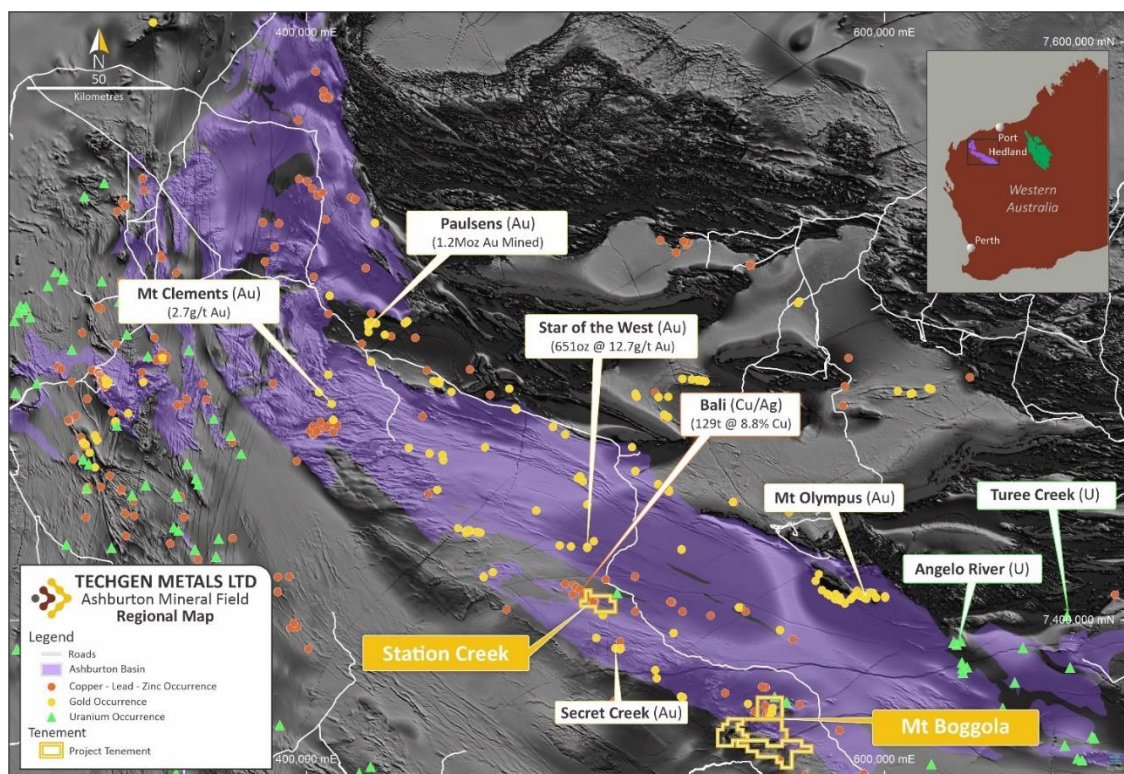 400,000 mE
600,000 mE
7,600,000 mN
N
50
Kilometres
Port
Hedland
Western
Australia
Perth
Paulsens (Au)
(1.2Moz Au Mined)
Mt Clements (Au)
(2.7g/t Au)
Star of the West (Au)
(651oz @ 12.7g/t Au)
Bali (Cu/Ag)
(129t @ 8.8% Cu)
Mt Olympus (Au)
Turee Creek (U)
Angelo River (U)
7,400,000 mN
Station Creek
Secret Creek (Au)
Mt Boggola
TECHGEN METALS LTD
Ashburton Mineral Field
Regional Map
Legend
Roads
Ashburton Basin
Copper - Lead - Zinc Occurrence
Gold Occurrence
Uranium Occurrence
Tenement
Project Tenement
400,000 mE
600,000 mE